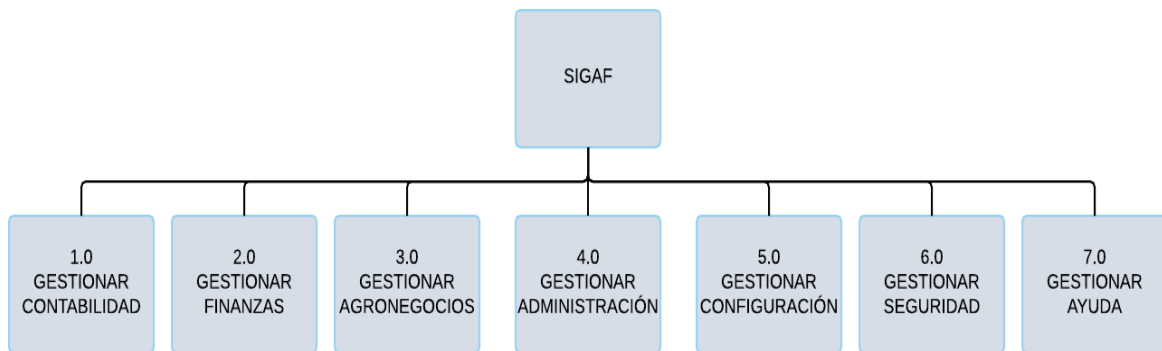 SIGAF
1.0
GESTIONAR
CONTABILIDAD
2.0
GESTIONAR
FINANZAS
3.0
GESTIONAR
AGRONEGOCIOS
4.0
GESTIONAR
ADMINISTRACIÓN
5.0
GESTIONAR
CONFIGURACIÓN
6.0
GESTIONAR
SEGURIDAD
7.0
GESTIONAR
AYUDA